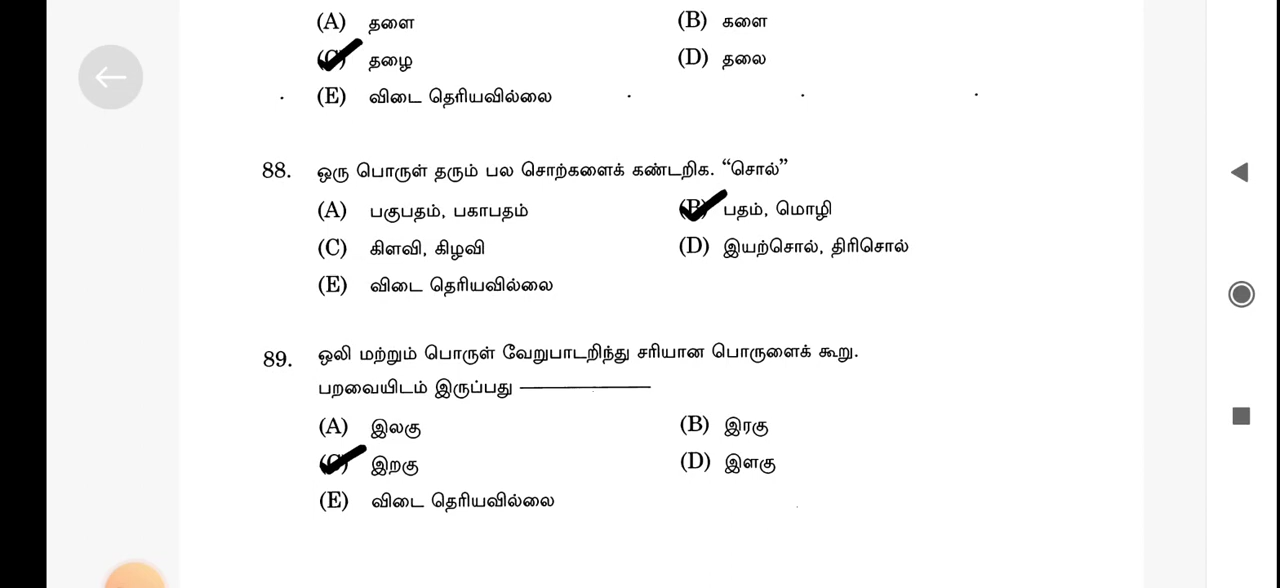 (A) தளை (B) களை
(C) தழை (D) தலை
(E) விடை தெரியவில்லை
88. ஒரு பொருள் தரும் பல சொற்களைக் கண்டறிக. “சொல்”
(A) பகுபதம், பகாபதம் (B) பதம், மொழி
(C) கிளவி, கிழவி (D) இயற்சொல், திரிசொல்
(E) விடை தெரியவில்லை
89. ஒலி மற்றும் பொருள் வேறுபாடறிந்து சரியான பொருளைக் கூறு.
பறவையிடம் இருப்பது ————
(A) இலகு (B) இரகு
(C) இறகு (D) இளகு
(E) விடை தெரியவில்லை